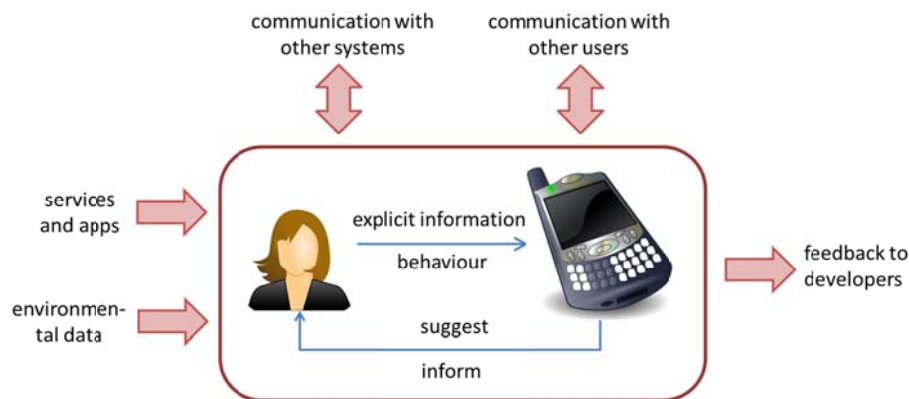 communication with
other systems
communication with
other users
services
and apps
explicit information
behaviour
feedback to
developers
environmen-
tal data
suggest
inform